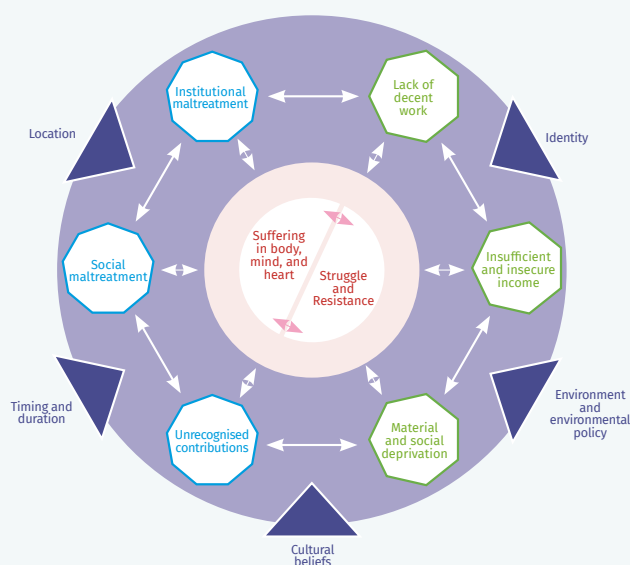 Institutional
maltreatment
Lack of
decent
work
Location
Identity
Suffering
in body,
mind, and
heart
Struggle
and
Resistance
Social
maltreatment
Insufficient
and insecure
income
Timing and
duration
Environment
and
environmental
policy
Unrecognised
contributions
Material
and social
deprivation
Cultural
beliefs